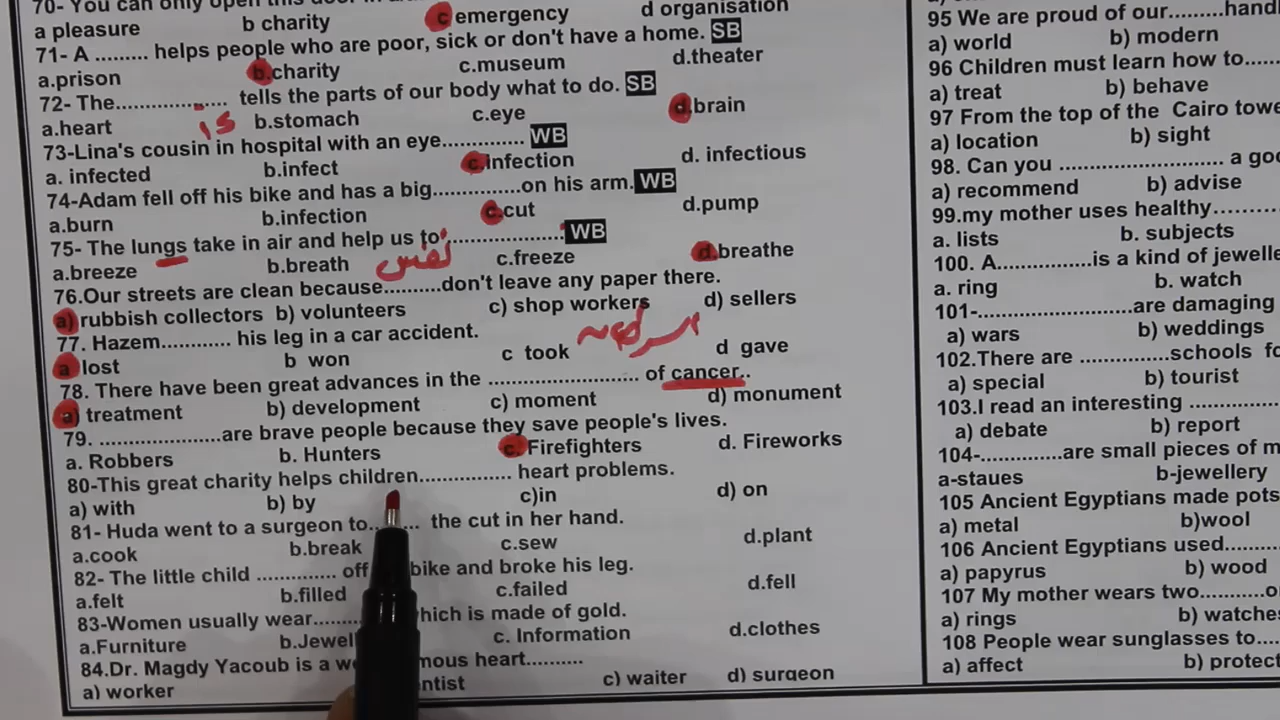 70- You can only open this door in
a pleasure b charity c emergency d organisation
71- A ......... helps people who are poor, sick or don't have a home. SB
a.prison b.charity c.museum d.theater
72- The.................... tells the parts of our body what to do. SB
a.heart b.stomach c.eye d.brain
is
73-Lina's cousin in hospital with an eye.............. WB
a. infected b.infect c.infection d. infectious
74-Adam fell off his bike and has a big...............on his arm. WB
a.burn b.infection c.cut d.pump
75- The lungs take in air and help us to .................... WB
a.breeze b.breath c.freeze d.breathe
نفس
76.Our streets are clean because..........don't leave any paper there.
a) rubbish collectors b) volunteers c) shop workers d) sellers
77. Hazem............ his leg in a car accident.
a lost b won c took d gave
78. There have been great advances in the .......................... of cancer..
a) treatment b) development c) moment d) monument
79. .....................are brave people because they save people's lives.
a. Robbers b. Hunters c. Firefighters d. Fireworks
80-This great charity helps children................ heart problems.
a) with b) by c)in d) on
81- Huda went to a surgeon to......... the cut in her hand.
a.cook b.break c.sew d.plant
82- The little child .............. off bike and broke his leg.
a.felt b.filled c.failed d.fell
83-Women usually wear......... which is made of gold.
a.Furniture b.Jewel c. Information d.clothes
84.Dr. Magdy Yacoub is a heart..........
a) worker c) waiter d) surgeon
95 We are proud of our.........
a) world b) modern
96 Children must learn how to......
a) treat b) behave
97 From the top of the Cairo
a) location b) sight
98. Can you ............................ a
a) recommend b) advise
99.my mother uses healthy..........
a. lists b. subjects
100. A................is a kind of
a. ring b. watch
101-..........................are damaging
a) wars b) weddings
102.There are ...............schools
a) special b) tourist
103.I read an interesting ................
a) debate b) report
104-..............are small pieces of
a-staues b-jewellery
105 Ancient Egyptians made pots
a) metal b)wool
106 Ancient Egyptians used..........
a) papyrus b) wood
107 My mother wears two...........
a) rings b) watches
108 People wear sunglasses to.....
a) affect b) protect